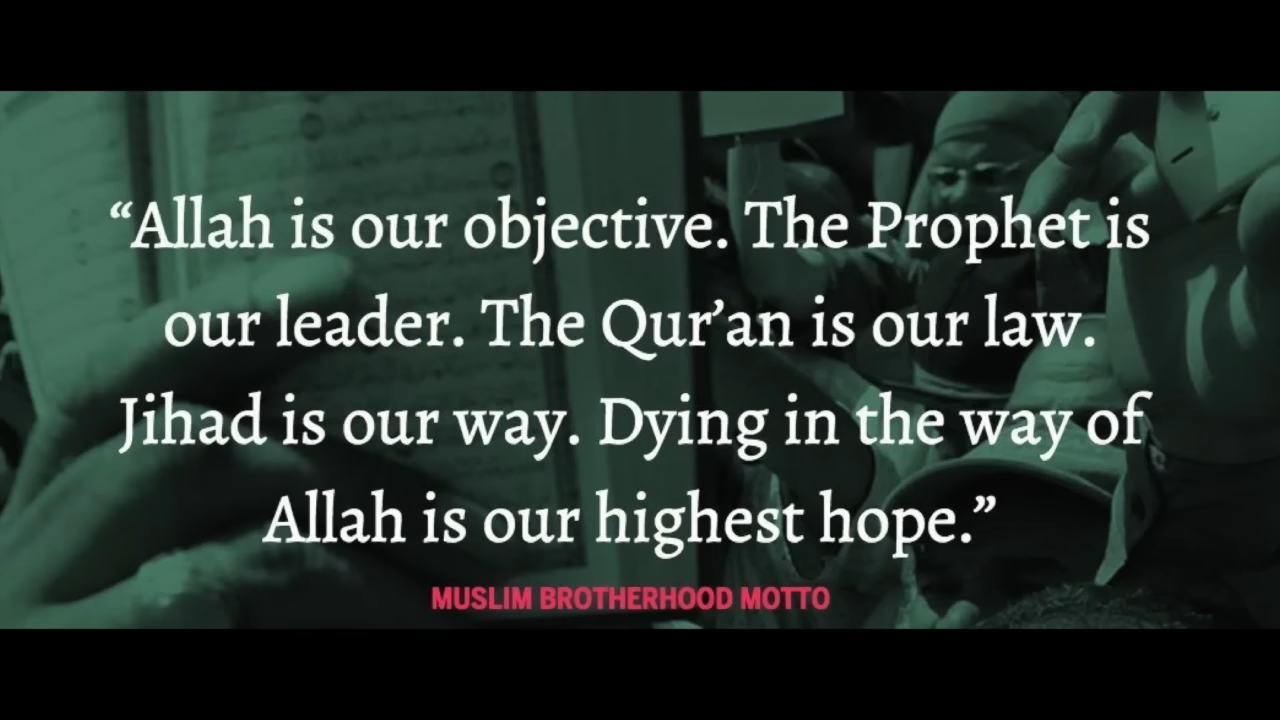 “Allah is our objective. The Prophet is
our leader. The Qur’an is our law.
Jihad is our way. Dying in the way of
Allah is our highest hope.”
MUSLIM BROTHERHOOD MOTTO